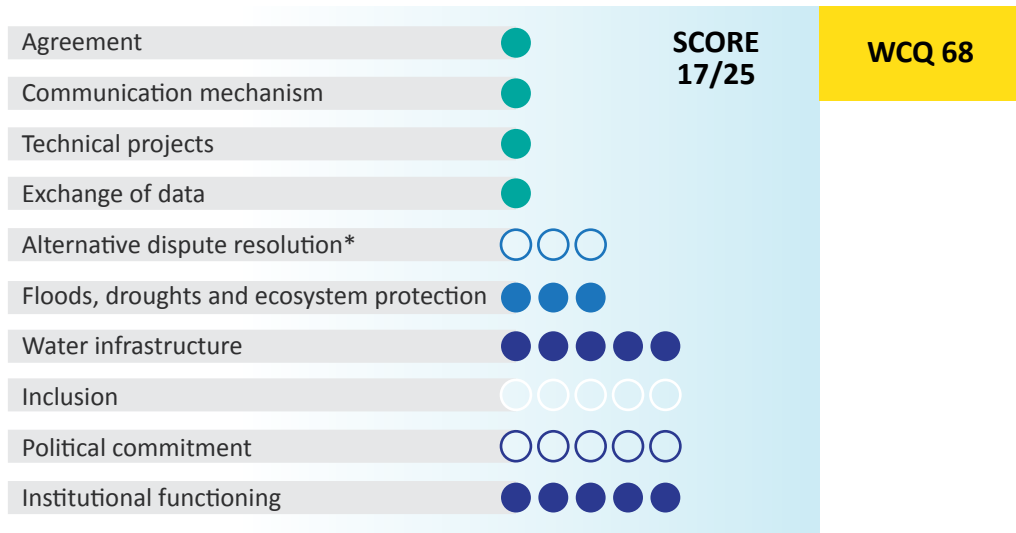 Agreement
SCORE
17/25
WCQ 68
Communication mechanism
Technical projects
Exchange of data
Alternative dispute resolution*
Floods, droughts and ecosystem protection
Water infrastructure
Inclusion
Political commitment
Institutional functioning